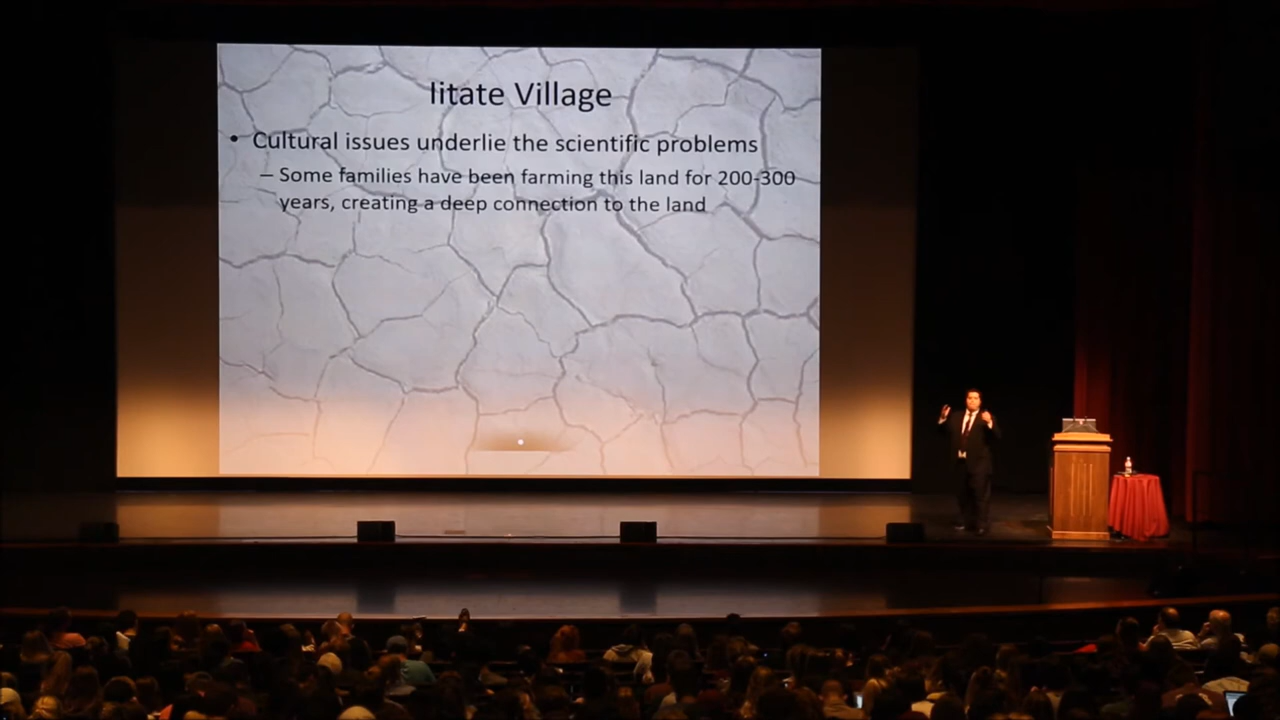 Iitate Village
• Cultural issues underlie the scientific problems
– Some families have been farming this land for 200-300
years, creating a deep connection to the land